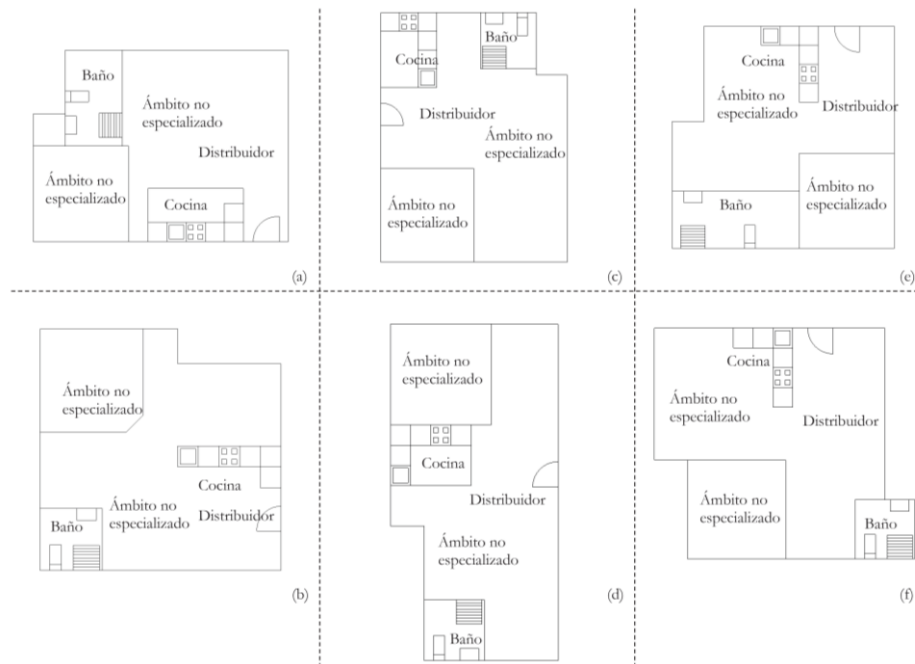 Baño
Ámbito no
especializado
Distribuidor
Ámbito no
especializado
Cocina
(a)
Baño
Cocina
Distribuidor
Ámbito no
especializado
Ámbito no
especializado
(c)
Cocina
Ámbito no
especializado
Distribuidor
Ámbito no
especializado
Baño
(e)
Ámbito no
especializado
Cocina
Ámbito no
especializado
Distribuidor
Baño
(b)
Ámbito no
especializado
Cocina
Distribuidor
Ámbito no
especializado
Baño
(d)
Cocina
Ámbito no
especializado
Distribuidor
Ámbito no
especializado
Baño
(f)